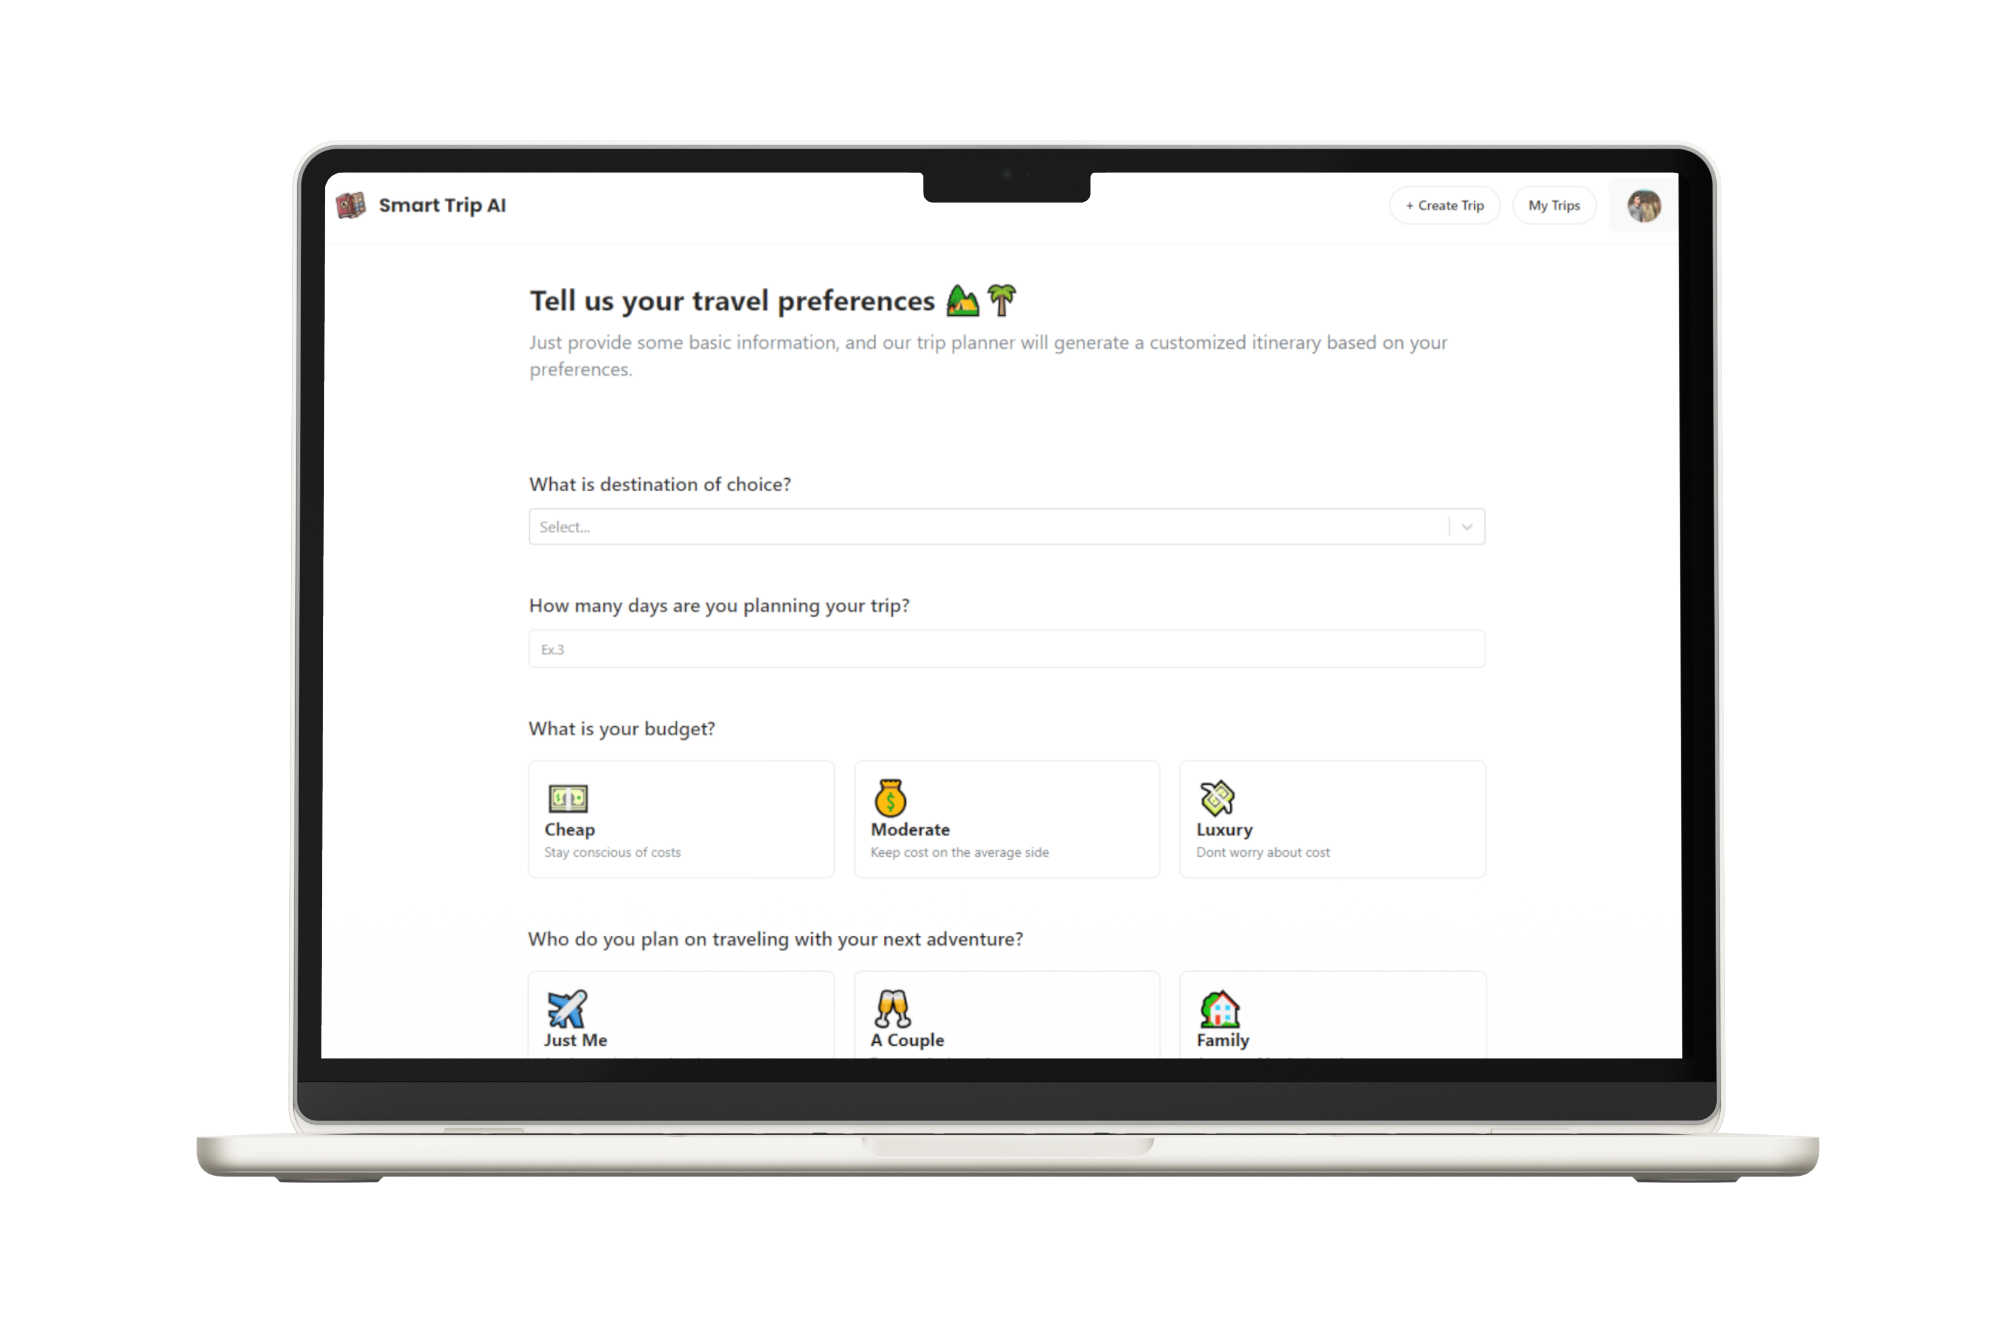 Smart Trip AI
+ Create Trip
My Trips
Tell us your travel preferences
Just provide some basic information, and our trip planner will generate a customized itinerary based on your
preferences.
What is destination of choice?
Select...
How many days are you planning your trip?
Ex.3
What is your budget?
Cheap
Stay conscious of costs
Moderate
Keep cost on the average side
Luxury
Dont worry about cost
Who do you plan on traveling with your next adventure?
Just Me
A Couple
Family